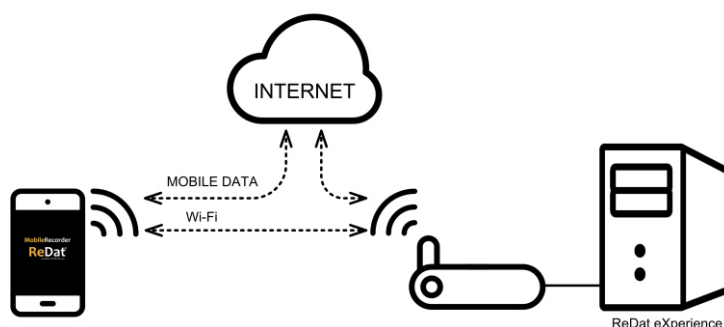 INTERNET
MOBILE DATA
Wi-Fi
MobileRecorder
ReDat
ReDat eXperience